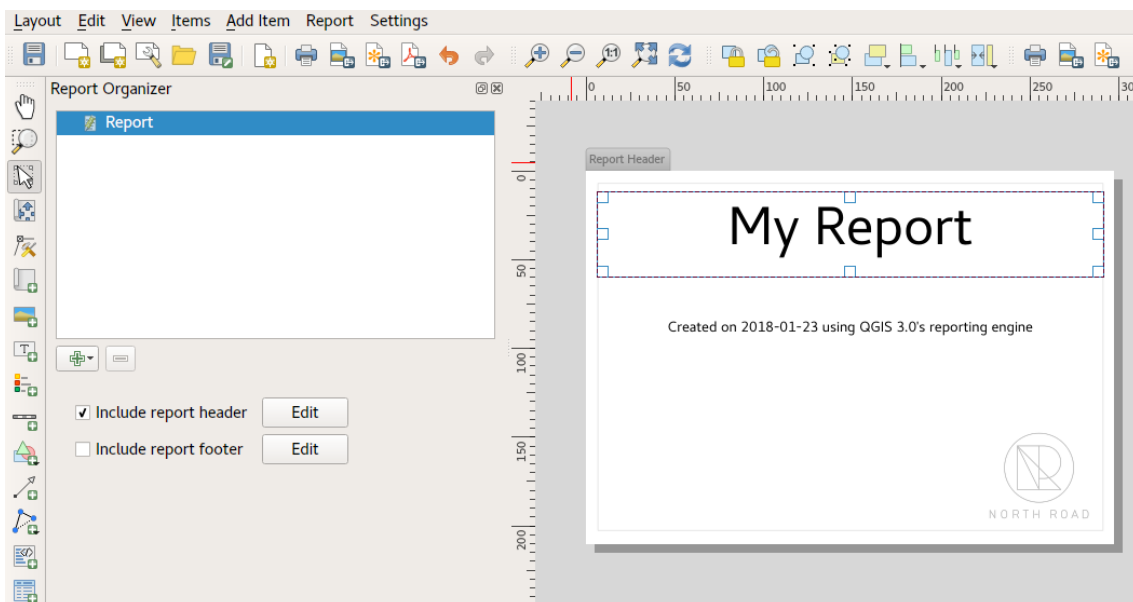 Layout Edit View Items Add Item Report Settings
Report Organizer
Report
Include report header Edit
Include report footer Edit
0 50 100 150 200 250 30
0
50
100
150
200
Report Header
My Report
Created on 2018-01-23 using QGIS 3.0's reporting engine
NORTH ROAD